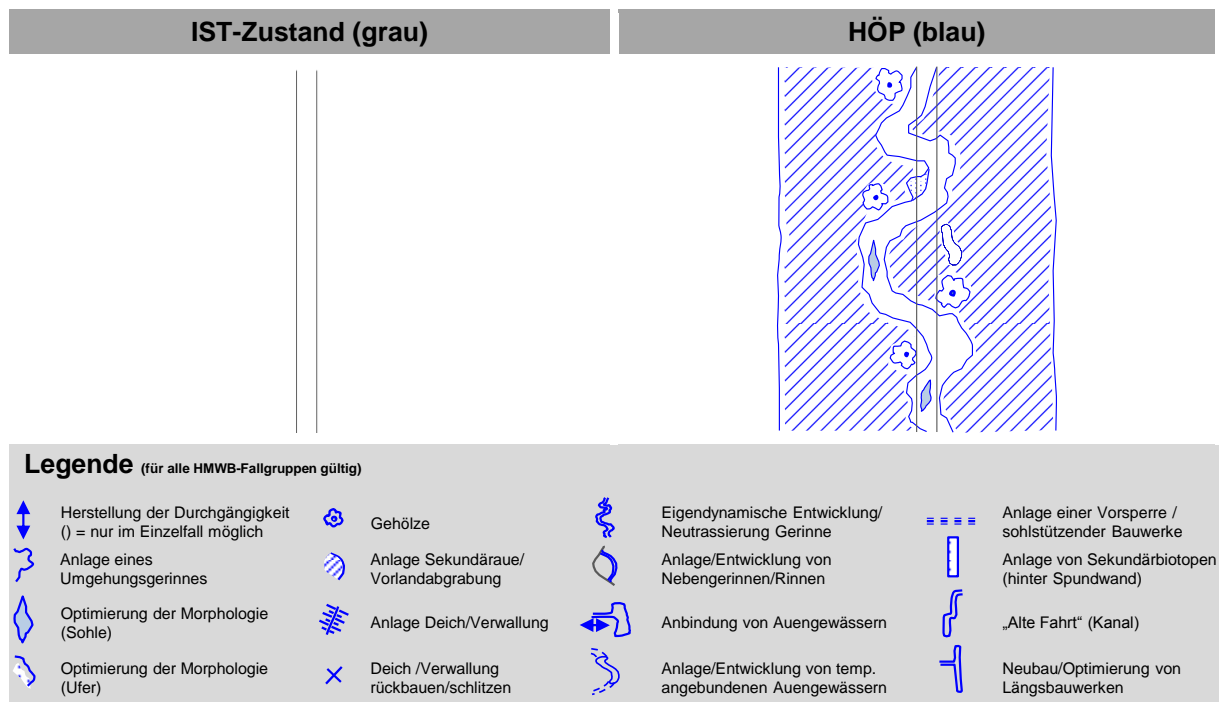 IST-Zustand (grau)
HÖP (blau)
Legende (für alle HMWB-Fallgruppen gültig)
Herstellung der Durchgängigkeit
() = nur im Einzelfall möglich
Anlage eines
Umgehungsgerinnes
Optimierung der Morphologie
(Sohle)
Optimierung der Morphologie
(Ufer)
Gehölze
Anlage Sekundäraue/
Vorlandabgrabung
Anlage Deich/Verwallung
Deich /Verwallung
rückbauen/schlitzen
Eigendynamische Entwicklung/
Neutrassierung Gerinne
Anlage/Entwicklung von
Nebengerinnen/Rinnen
Anbindung von Auengewässern
Anlage/Entwicklung von temp.
angebundenen Auengewässern
Anlage einer Vorsperre /
sohlstützender Bauwerke
Anlage von Sekundärbiotopen
(hinter Spundwand)
„Alte Fahrt“ (Kanal)
Neubau/Optimierung von
Längsbauwerken